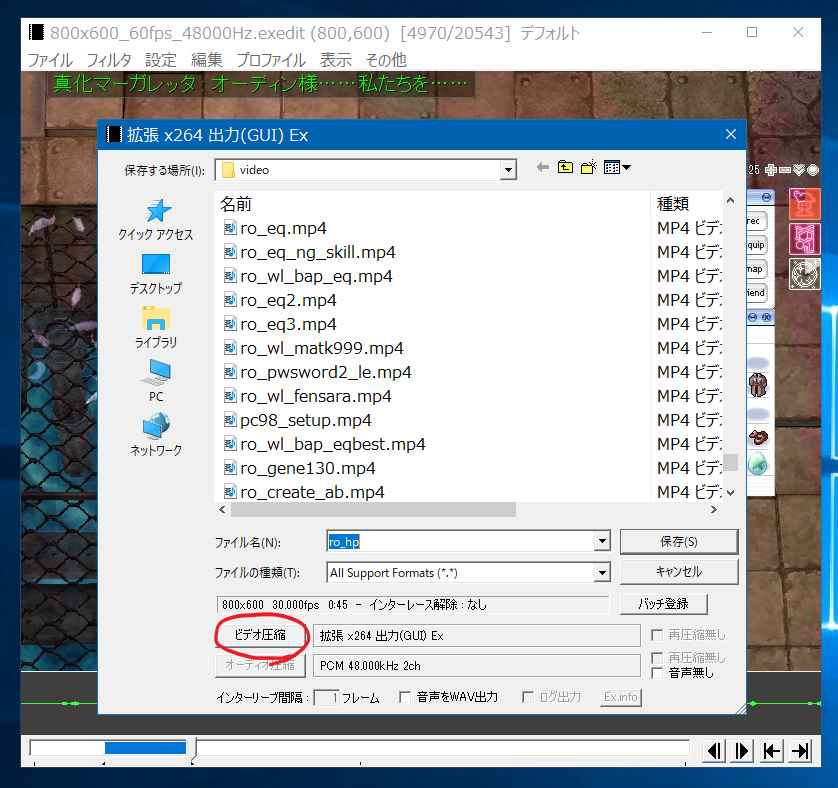 800x600_60fps_48000Hz.exedit (800,600) [4970/20543] デフォルト
ファイル フィルタ 設定 編集 プロファイル 表示 その他
真化マーガレッタ：オーディン様……私たちを……
拡張 x264 出力(GUI) Ex
保存する場所(I): video
25
名前 種類
クイック アクセス
デスクトップ
ライブラリ
PC
ネットワーク
ro_eq.mp4 MP4 ビデ
ro_eq_ng_skill.mp4 MP4 ビデ
ro_wl_bap_eq.mp4 MP4 ビデ
ro_eq2.mp4 MP4 ビデ
ro_eq3.mp4 MP4 ビデ
ro_wl_matk999.mp4 MP4 ビデ
ro_pwsword2_le.mp4 MP4 ビデ
ro_wl_fensara.mp4 MP4 ビデ
pc98_setup.mp4 MP4 ビデ
ro_wl_bap_eqbest.mp4 MP4 ビデ
ro_gene130.mp4 MP4 ビデ
ro_create_ab.mp4 MP4 ビデ
rec
quip
map
iend
ファイル名(N): ro_hp 保存(S)
ファイルの種類(T): All Support Formats (*.*) キャンセル
800x600 30.000fps 0:45 - インターレース解除 : なし バッチ登録
ビデオ圧縮 拡張 x264 出力(GUI) Ex 再圧縮無し
オーディオ圧縮 PCM 48.000kHz 2ch 再圧縮無し
音声無し
インターリーブ間隔 : 1 フレーム 音声をWAV出力 ログ出力 Ex.info